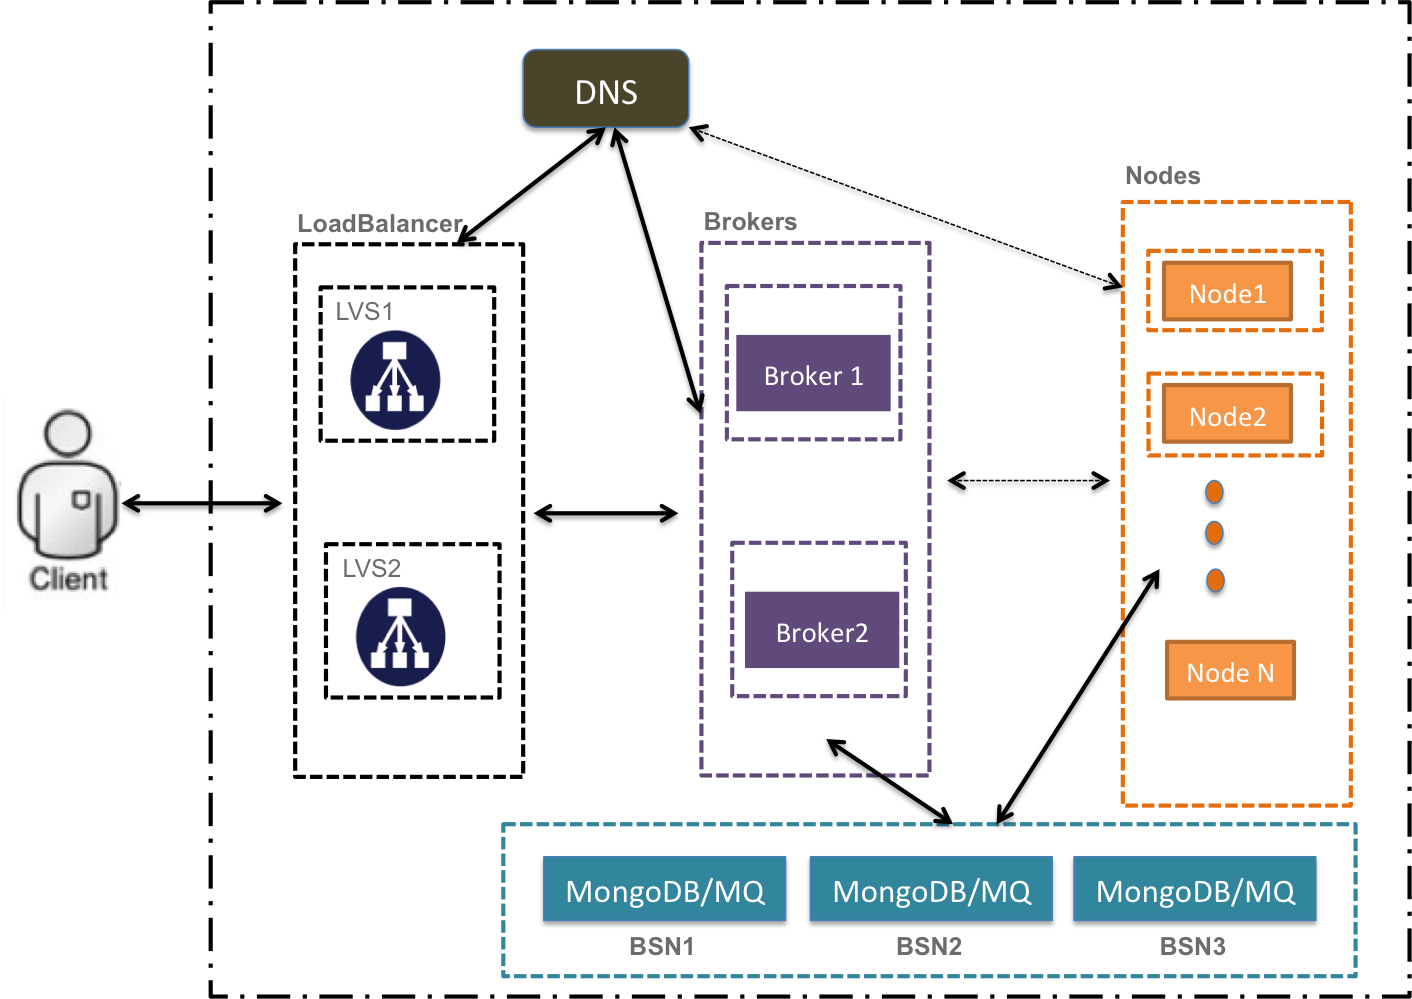 DNS
Nodes
LoadBalancer
Brokers
Node1
LVS1
Broker 1
Node2
Client
LVS2
Broker2
Node N
MongoDB/MQ
MongoDB/MQ
MongoDB/MQ
BSN1
BSN2
BSN3